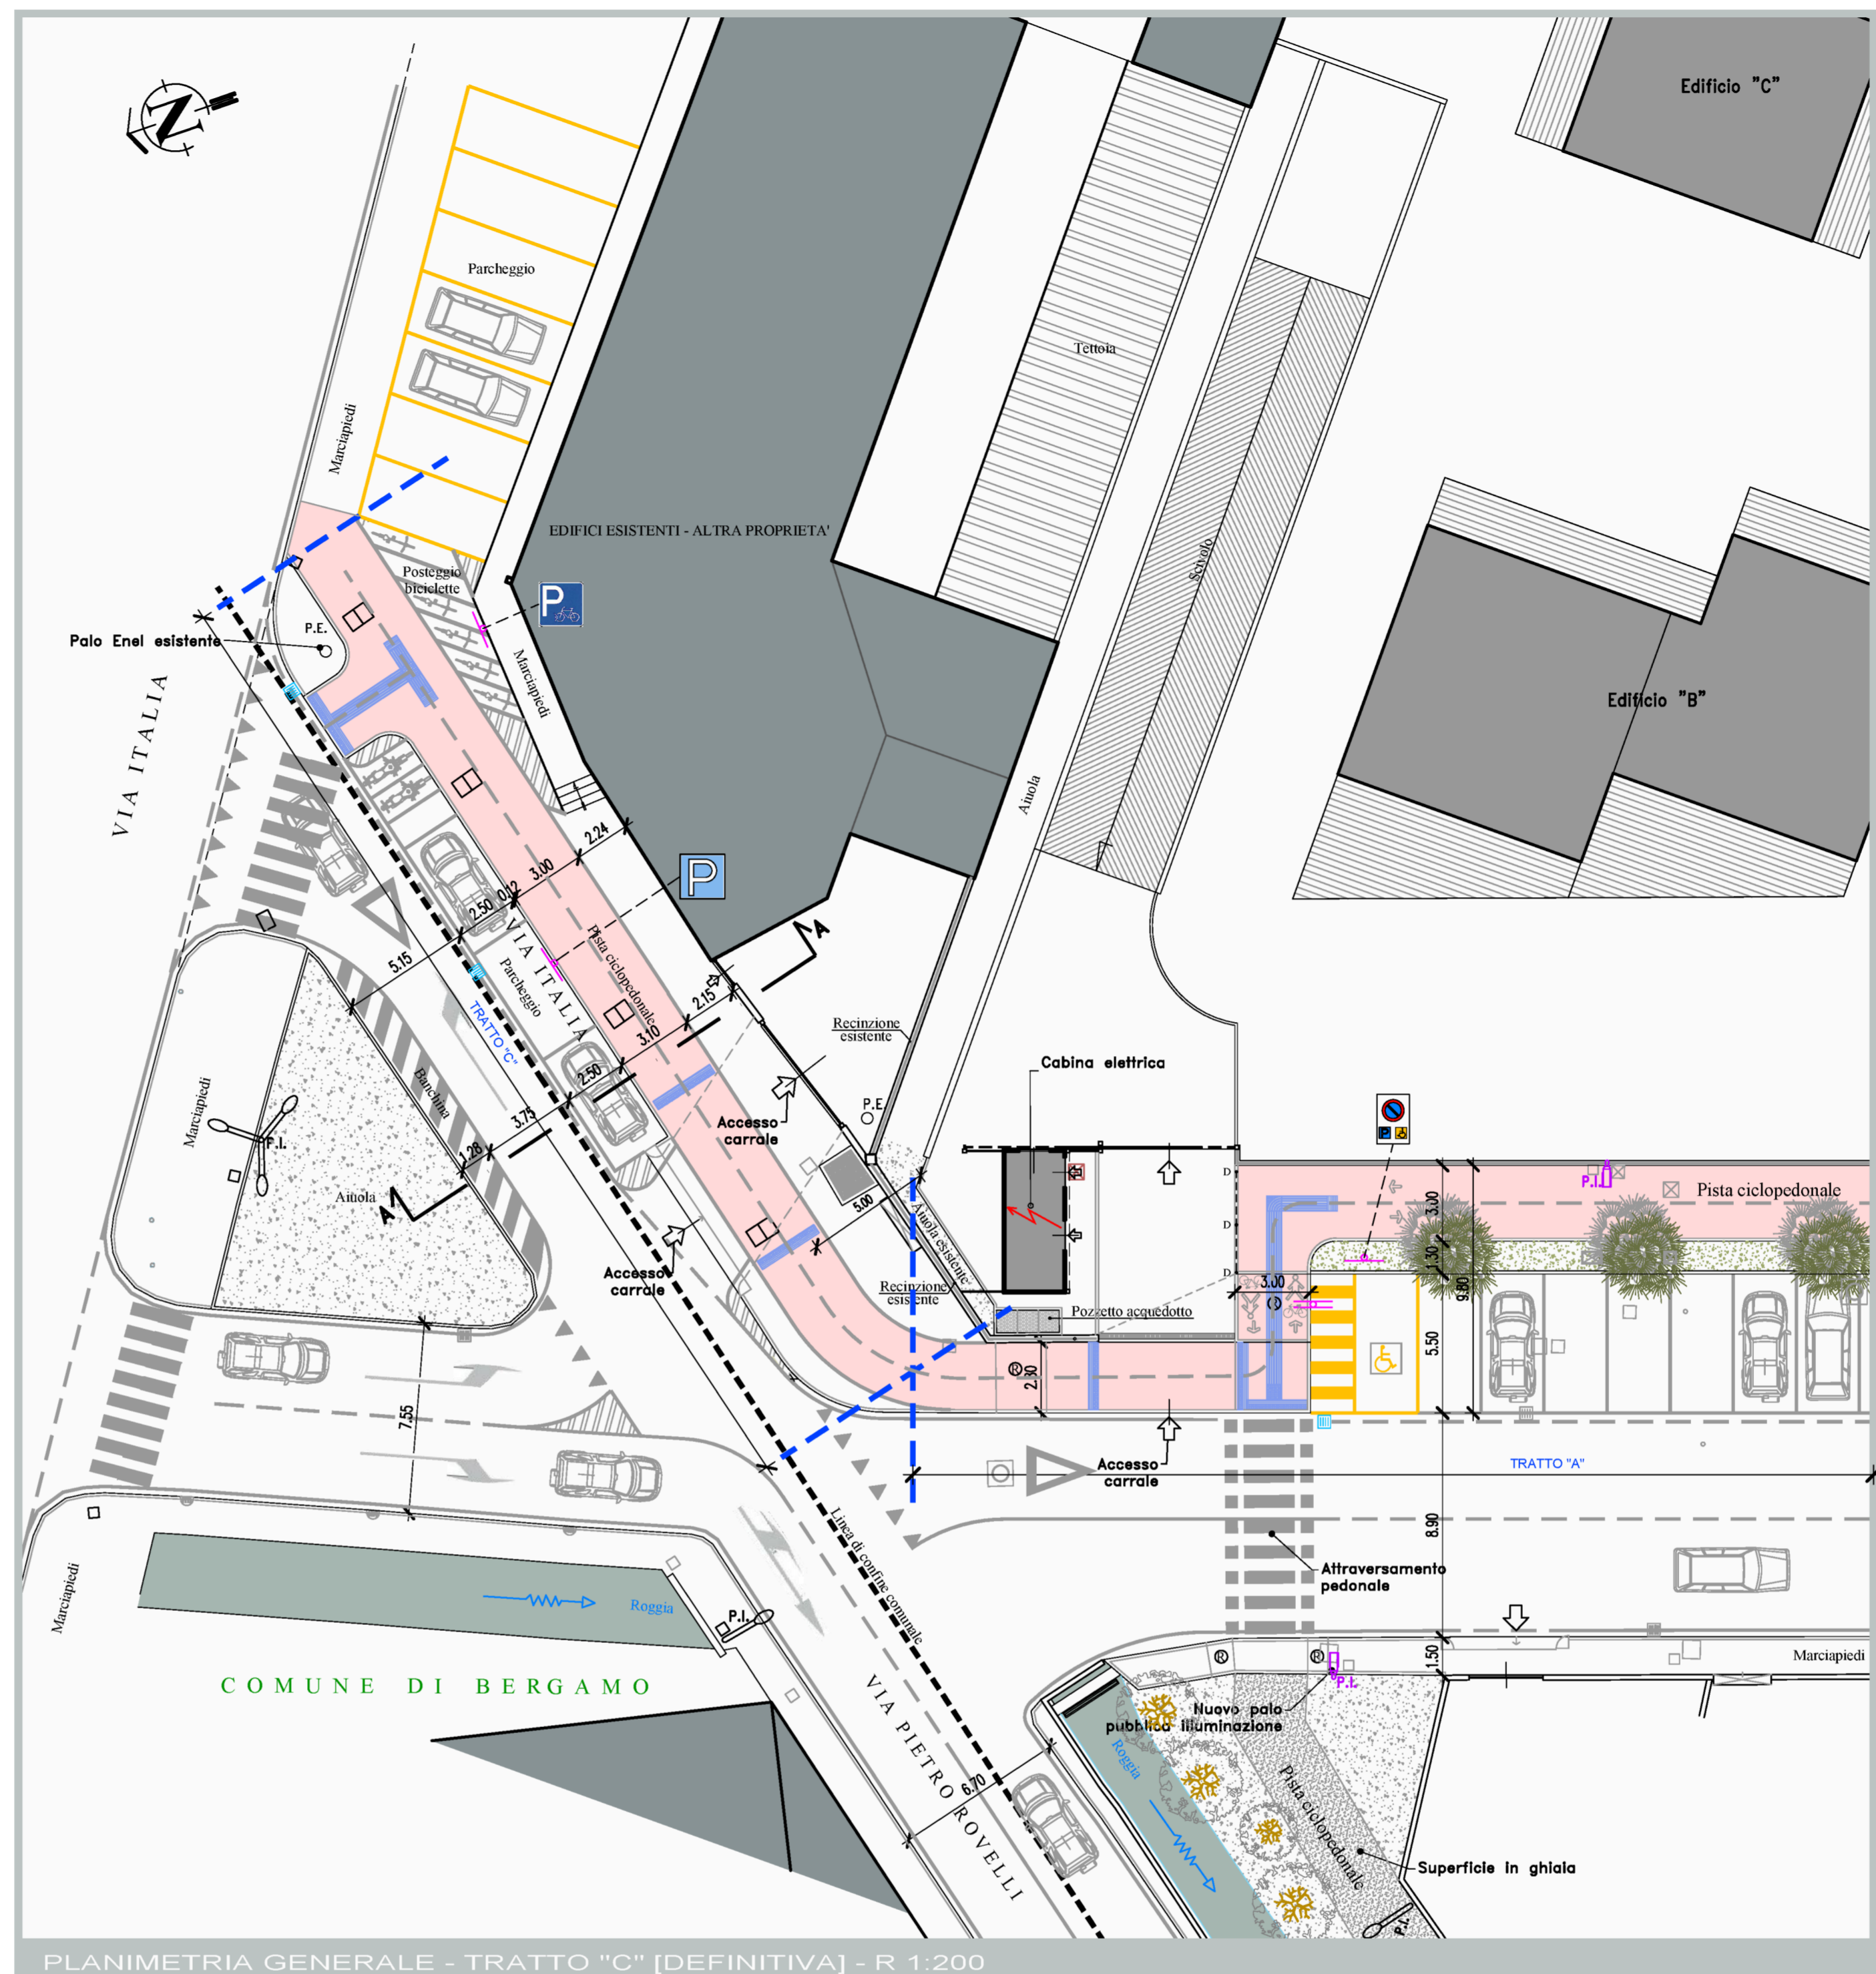 N
Edificio "C"
Parcheggio
Tettoia
Marciapiedi
EDIFICI ESISTENTI - ALTRA PROPRIETA'
Scivolo
Posteggio
biciclette
P
P.E.
Palo Enel esistente
Marciapiedi
Edificio "B"
VIA ITALIA
Aiuola
2.24
3.00
0.12
2.50
5.15
P
VIA ITALIA
Parcheggio
Pista ciclopedonale
A
TRATTO "C"
2.15
3.10
2.50
3.75
1.28
Recinzione
esistente
Cabina elettrica
Banchina
Marciapiedi
P.I.
Aiuola
A
Accesso
carrale
P.E.
5.00
Aiuola esistente
Accesso
carrale
Recinzione
esistente
Pozzetto acquedotto
D
D
D
P.I.
Pista ciclopedonale
3.00
1.30
9.80
3.00
5.50
R
2.80
7.55
Accesso
carrale
TRATTO "A"
8.90
Linea di confine comunale
Attraversamento
pedonale
Marciapiedi
Roggia
P.I.
R
R
1.50
Marciapiedi
P.I.
COMUNE DI BERGAMO
VIA PIETRO ROVELLI
Nuovo palo
pubblica illuminazione
Roggia
6.70
Pista ciclopedonale
Superficie in ghiaia
P.I.
PLANIMETRIA GENERALE - TRATTO "C" [DEFINITIVA] - R 1:200